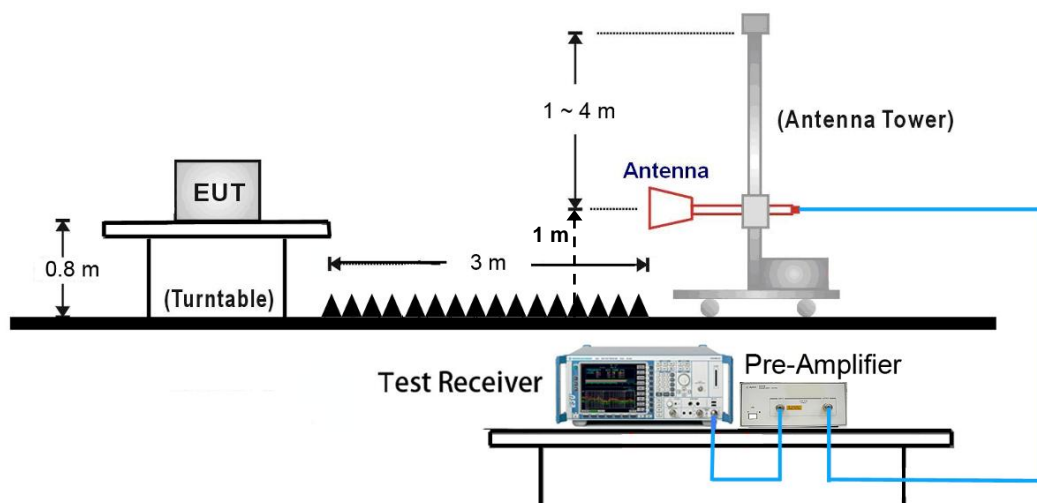 1 ~ 4 m
(Antenna Tower)
Antenna
EUT
1 m
0.8 m
3 m
(Turntable)
Test Receiver
Pre-Amplifier